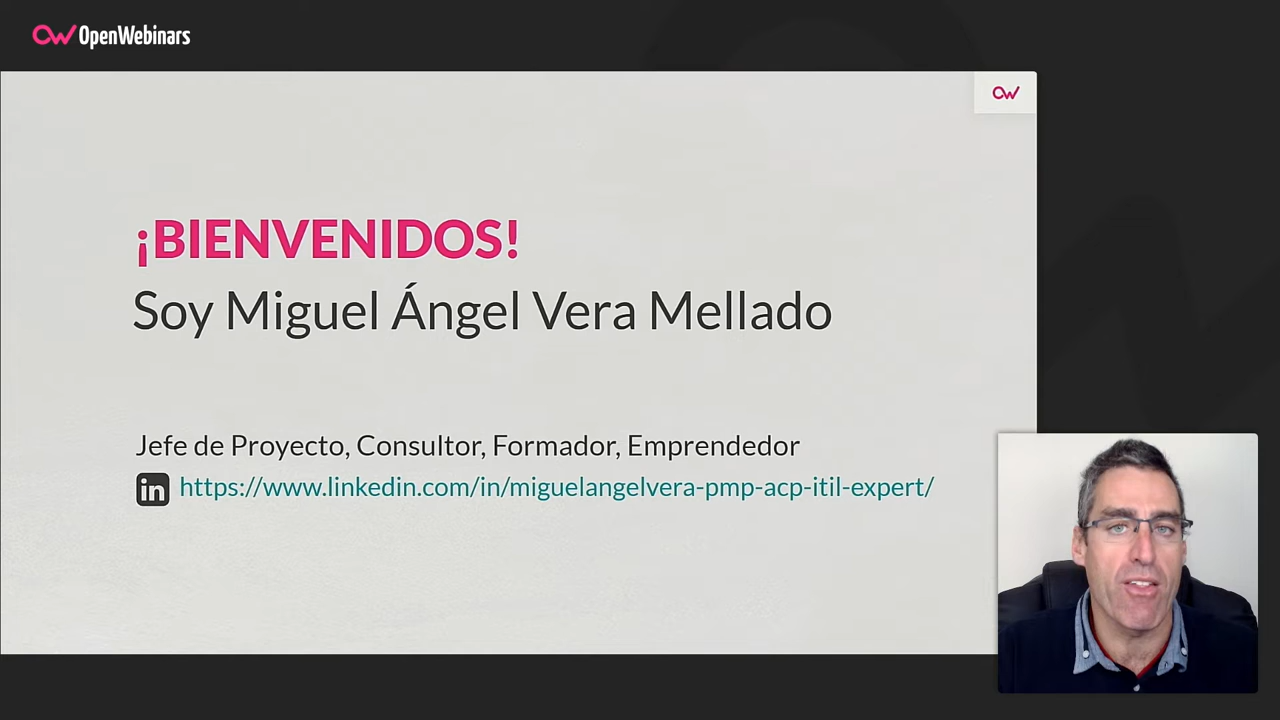 OpenWebinars
¡BIENVENIDOS!
Soy Miguel Ángel Vera Mellado
Jefe de Proyecto, Consultor, Formador, Emprendedor
in https://www.linkedin.com/in/miguelangelvera-pmp-acp-itil-expert/